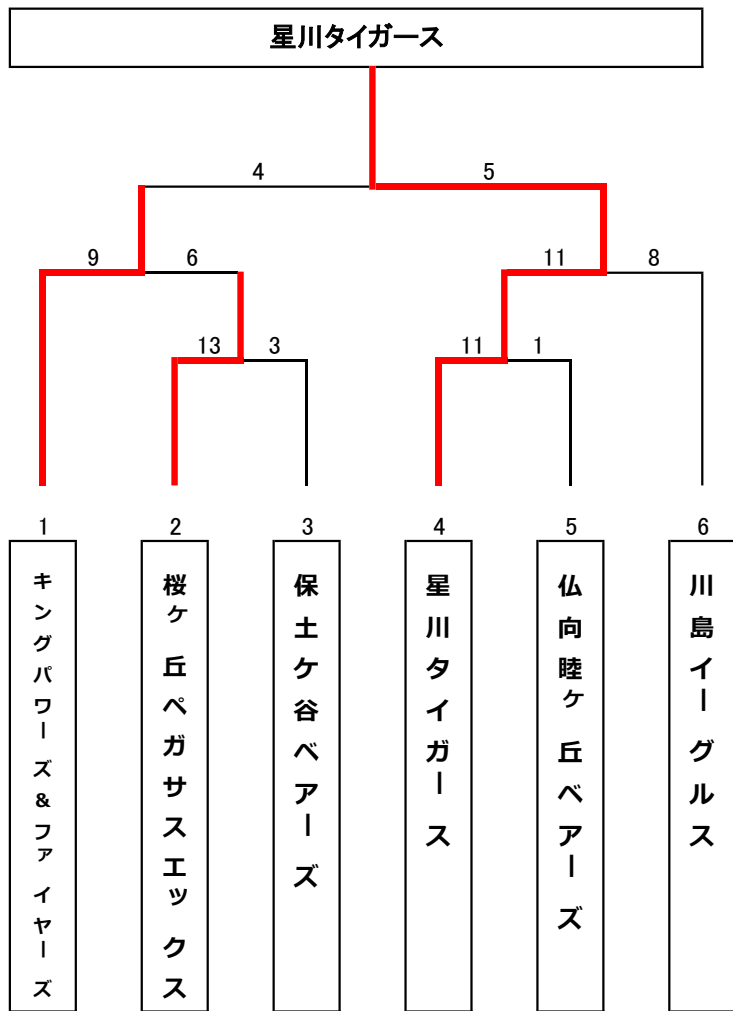 星川タイガース
4
5
9
6
11
8
13
3
11
1
1
2
3
4
5
6
キングパワーズ&ファイヤーズ
桜ヶ丘ペガサスエックス
保土ケ谷ベアーズ
星川タイガース
仏向睦ヶ丘ベアーズ
川島イーグルス